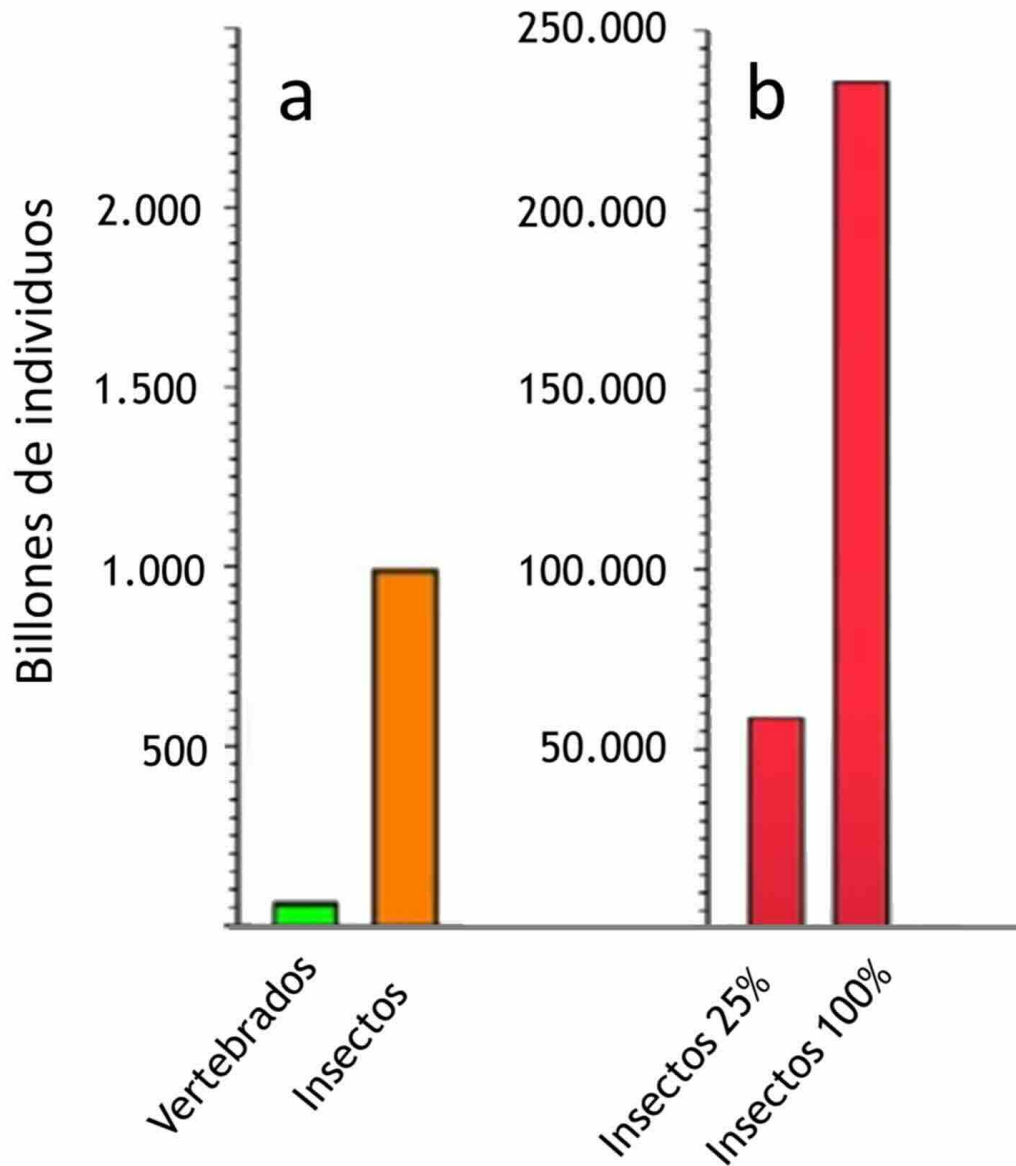 Billones de individuos
a
2.000
1.500
1.000
500
Vertebrados
Insectos
b
250.000
200.000
150.000
100.000
50.000
Insectos 25%
Insectos 100%